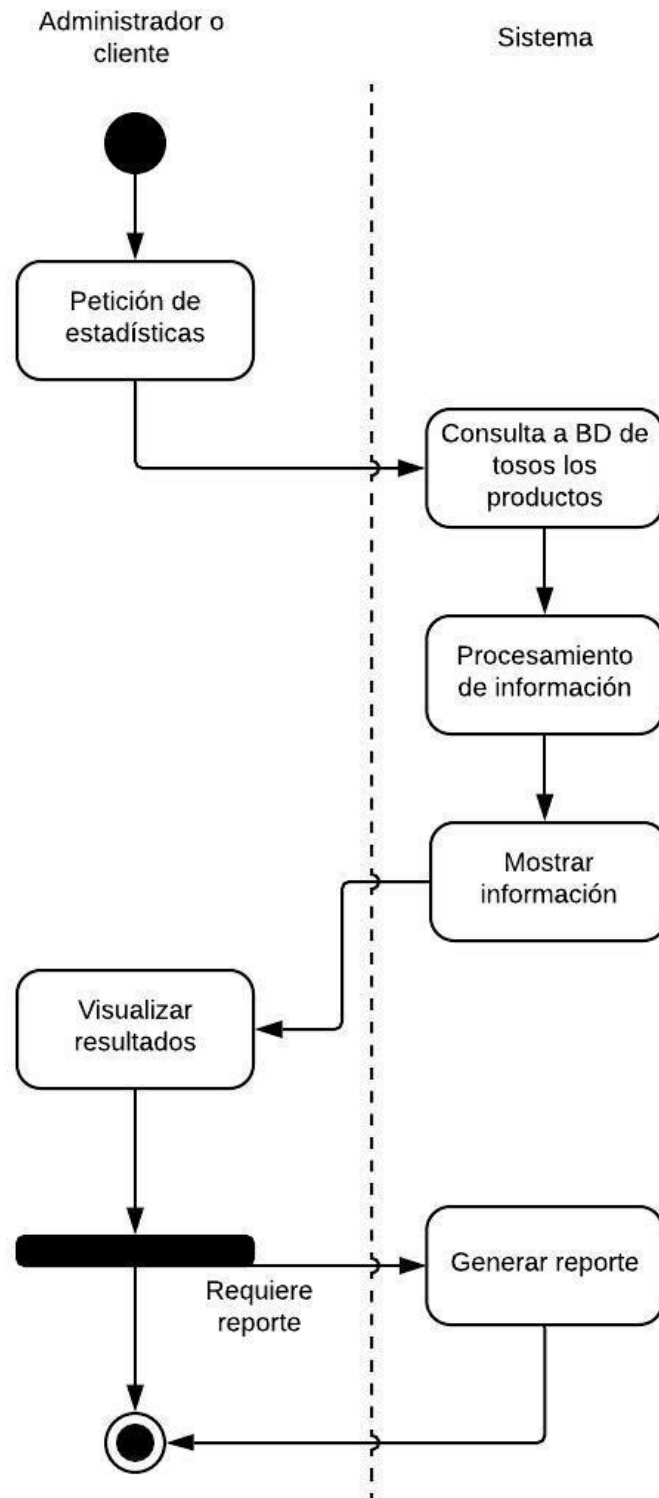 Administrador o
cliente
Sistema
Petición de
estadísticas
Consulta a BD de
tosos los
productos
Procesamiento
de información
Mostrar
información
Visualizar
resultados
Generar reporte
Requiere
reporte